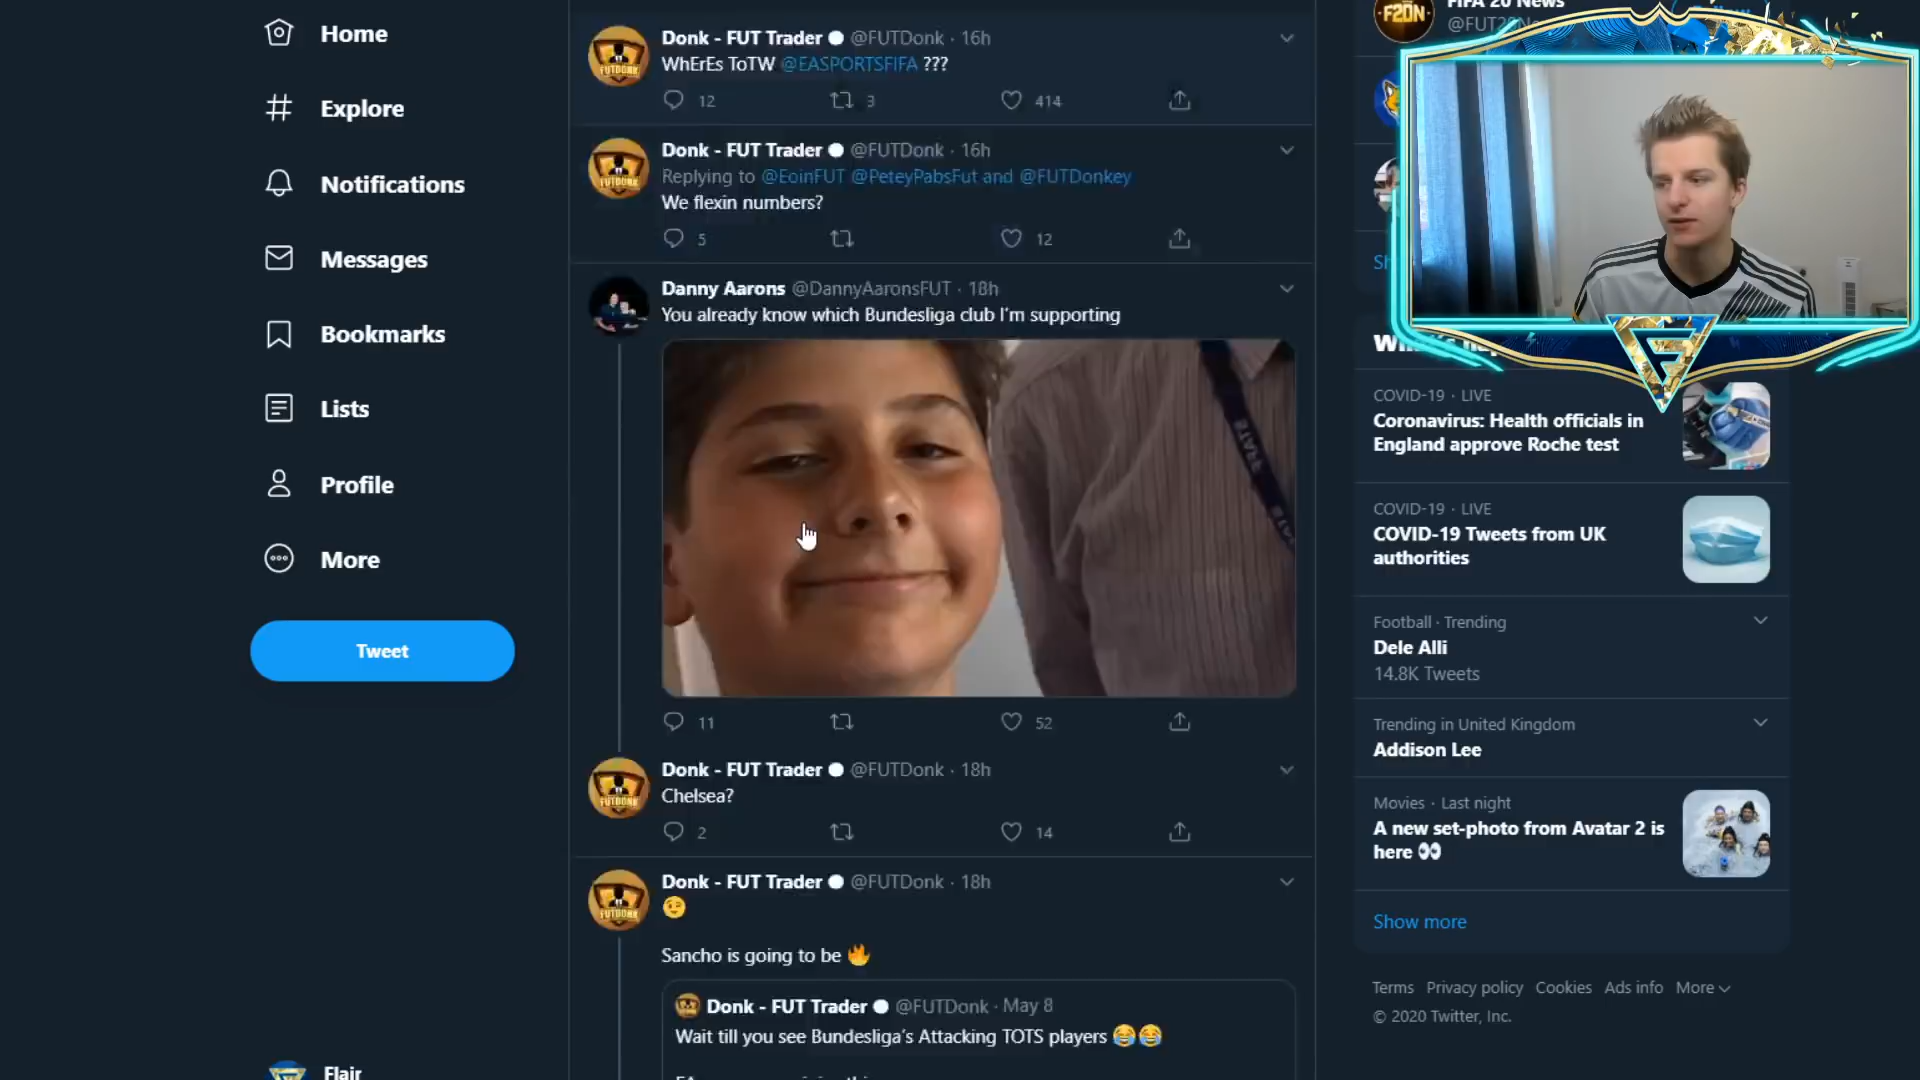 Home
Explore
Notifications
Messages
Bookmarks
Lists
Profile
More
Tweet
Flair
Donk - FUT Trader @FUTDonk · 16h
WhErEs ToTW @EASPORTSFIFA ???
12 3 414
Donk - FUT Trader @FUTDonk · 16h
Replying to @EoinFUT @PeteyPabsFut and @FUTDonkey
We flexin numbers?
5 12
Danny Aarons @DannyAaronsFUT · 18h
You already know which Bundesliga club I'm supporting
11 52
Donk - FUT Trader @FUTDonk · 18h
Chelsea?
2 14
Donk - FUT Trader @FUTDonk · 18h
😉
Sancho is going to be 🔥
Donk - FUT Trader @FUTDonk · May 8
Wait till you see Bundesliga's Attacking TOTS players 😂😂
FIFA 20 News
COVID-19 · LIVE
Coronavirus: Health officials in
England approve Roche test
COVID-19 · LIVE
COVID-19 Tweets from UK
authorities
Football · Trending
Dele Alli
14.8K Tweets
Trending in United Kingdom
Addison Lee
Movies · Last night
A new set-photo from Avatar 2 is
here 👀
Show more
Terms Privacy policy Cookies Ads info More
© 2020 Twitter, Inc.